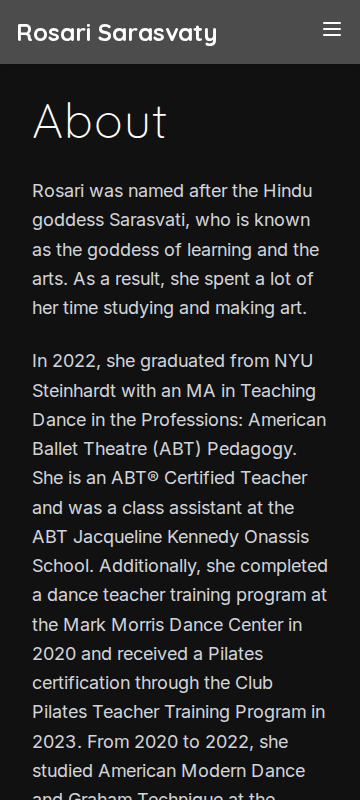 Rosari Sarasvaty
About
Rosari was named after the Hindu
goddess Sarasvati, who is known
as the goddess of learning and the
arts. As a result, she spent a lot of
her time studying and making art.
In 2022, she graduated from NYU
Steinhardt with an MA in Teaching
Dance in the Professions: American
Ballet Theatre (ABT) Pedagogy.
She is an ABT® Certified Teacher
and was a class assistant at the
ABT Jacqueline Kennedy Onassis
School. Additionally, she completed
a dance teacher training program at
the Mark Morris Dance Center in
2020 and received a Pilates
certification through the Club
Pilates Teacher Training Program in
2023. From 2020 to 2022, she
studied American Modern Dance
and Graham Technique at the